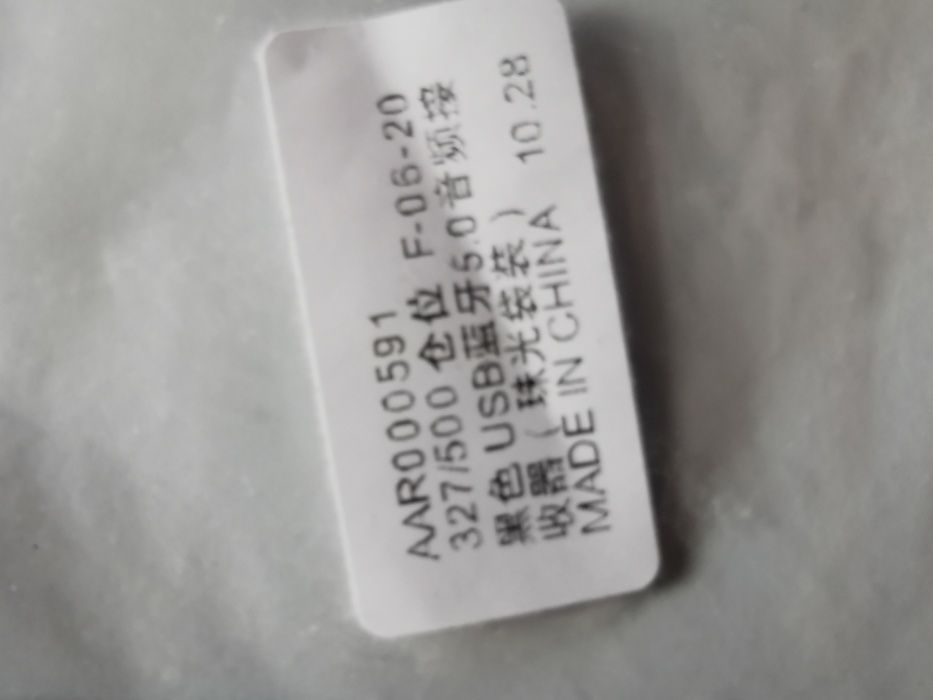 AAR000591
327/500 仓位 F-06-20
黑色USB蓝牙5.0音频接
收器(珠光袋装)
MADE IN CHINA 10.28